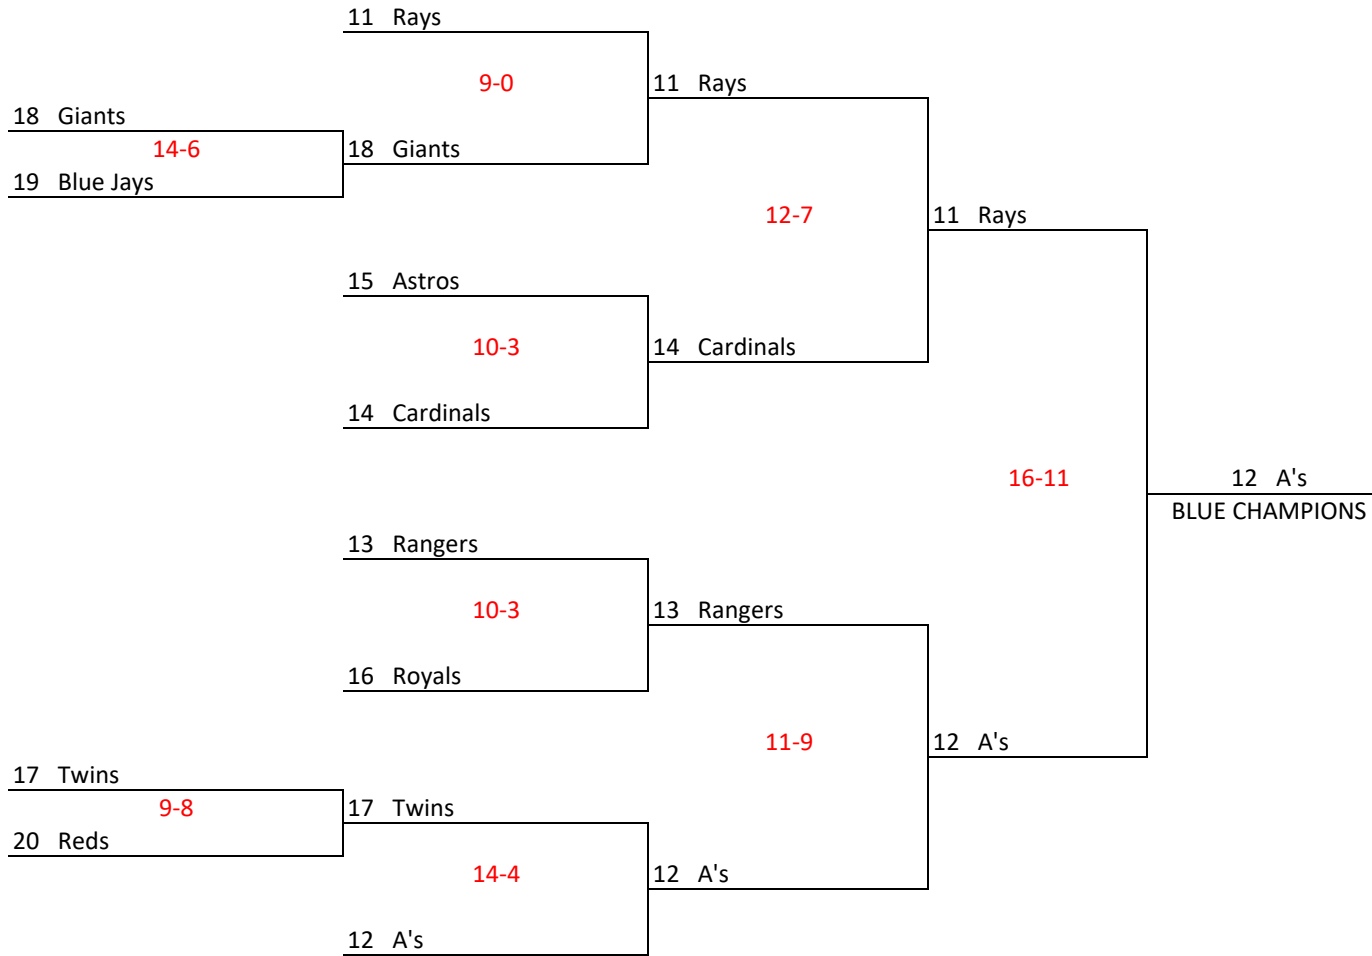 11 Rays
9-0
11 Rays
18 Giants
14-6
18 Giants
19 Blue Jays
12-7
11 Rays
15 Astros
10-3
14 Cardinals
14 Cardinals
16-11
12 A's
BLUE CHAMPIONS
13 Rangers
10-3
13 Rangers
16 Royals
11-9
12 A's
17 Twins
9-8
17 Twins
20 Reds
14-4
12 A's
12 A's